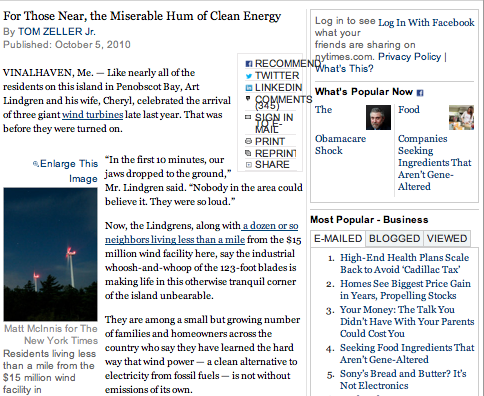 For Those Near, the Miserable Hum of Clean Energy
By TOM ZELLER Jr.
Published: October 5, 2010
VINALHAVEN, Me. — Like nearly all of the
residents on this island in Penobscot Bay, Art
Lindgren and his wife, Cheryl, celebrated the arrival
of three giant wind turbines late last year. That was
before they were turned on.
RECOMMEND
TWITTER
LINKEDIN
COMMENTS
(345)
SIGN IN
TO E-
MAIL
PRINT
REPRINT
SHARE
Enlarge This
Image
Matt McInnis for The
New York Times
Residents living less
than a mile from the
$15 million wind
facility in
“In the first 10 minutes, our
jaws dropped to the ground,”
Mr. Lindgren said. “Nobody in the area could
believe it. They were so loud.”
Now, the Lindgrens, along with a dozen or so
neighbors living less than a mile from the $15
million wind facility here, say the industrial
whoosh-and-whoop of the 123-foot blades is
making life in this otherwise tranquil corner
of the island unbearable.
They are among a small but growing number
of families and homeowners across the
country who say they have learned the hard
way that wind power — a clean alternative to
electricity from fossil fuels — is not without
emissions of its own.
Log in to see
what your
friends are sharing on
nytimes.com. Privacy Policy |
What's This?
Log In With Facebook
What's Popular Now
The
Obamacare
Shock
Food
Companies
Seeking
Ingredients That
Aren't Gene-
Altered
Most Popular - Business
E-MAILED BLOGGED VIEWED
1. High-End Health Plans Scale
Back to Avoid ‘Cadillac Tax’
2. Homes See Biggest Price Gain
in Years, Propelling Stocks
3. Your Money: The Talk You
Didn't Have With Your Parents
Could Cost You
4. Seeking Food Ingredients That
Aren't Gene-Altered
5. Sony's Bread and Butter? It's
Not Electronics